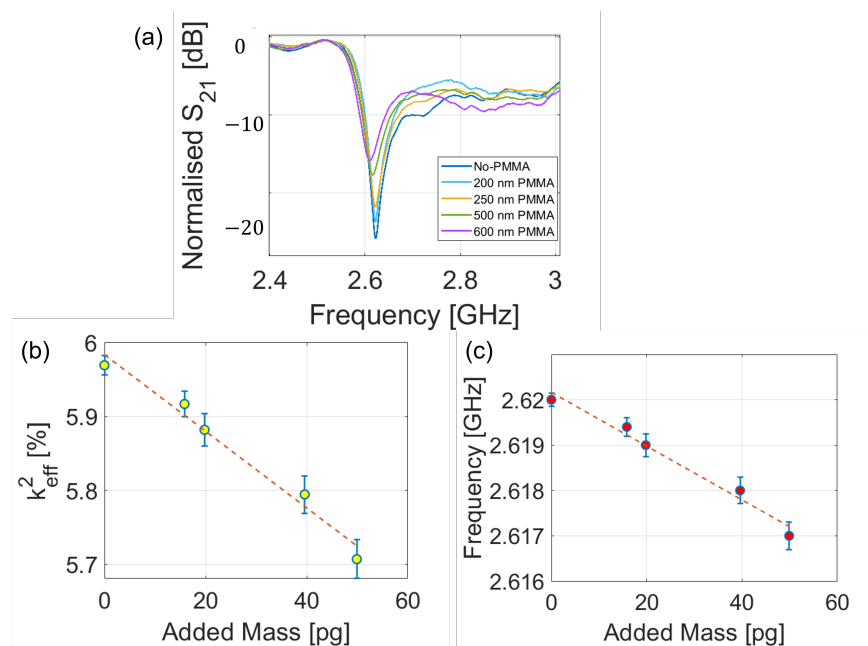 (a)
Normalised S21 [dB]
0
−10
−20
No-PMMA
200 nm PMMA
250 nm PMMA
500 nm PMMA
600 nm PMMA
2.4 2.6 2.8 3
Frequency [GHz]
(b)
k2eff [%]
6
5.9
5.8
5.7
0 20 40 60
Added Mass [pg]
(c)
Frequency [GHz]
2.62
2.619
2.618
2.617
2.616
0 20 40 60
Added Mass [pg]